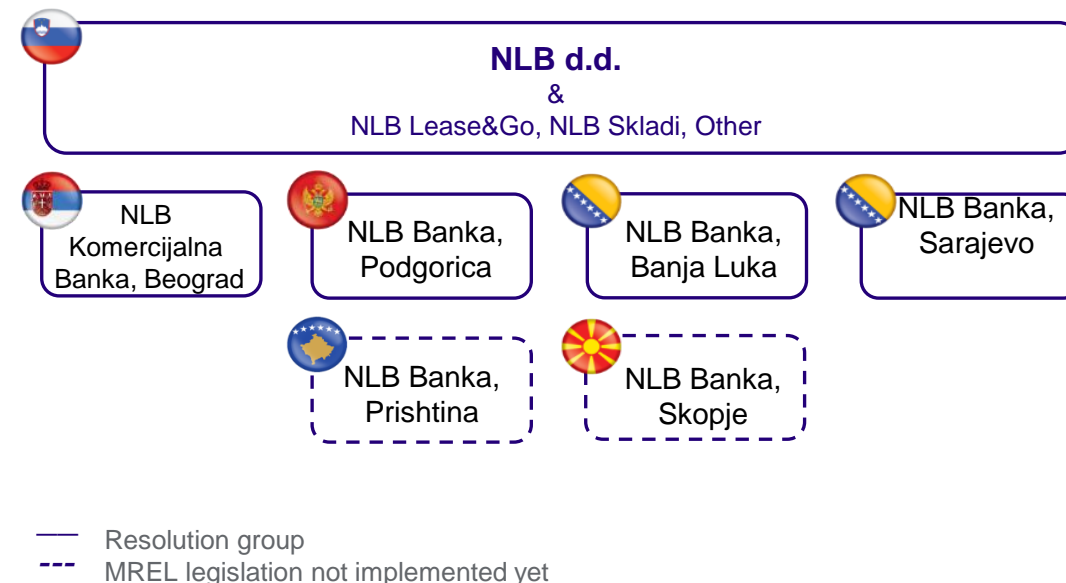 NLB d.d.
&
NLB Lease&Go, NLB Skladi, Other
NLB
Komercijalna
Banka, Beograd
NLB Banka,
Podgorica
NLB Banka,
Banja Luka
NLB Banka,
Sarajevo
NLB Banka,
Prishtina
NLB Banka,
Skopje
Resolution group
MREL legislation not implemented yet